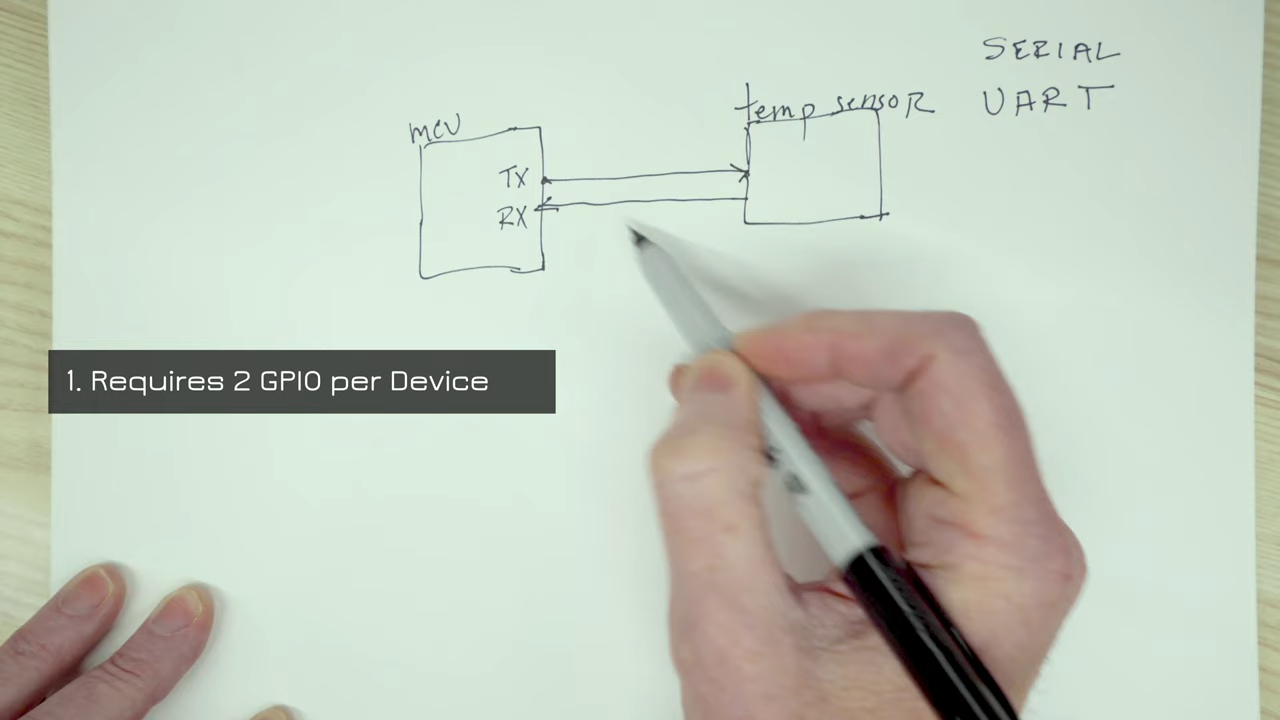 SERIAL
UART
temp sensor
mcu
TX
RX
1. Requires 2 GPIO per Device